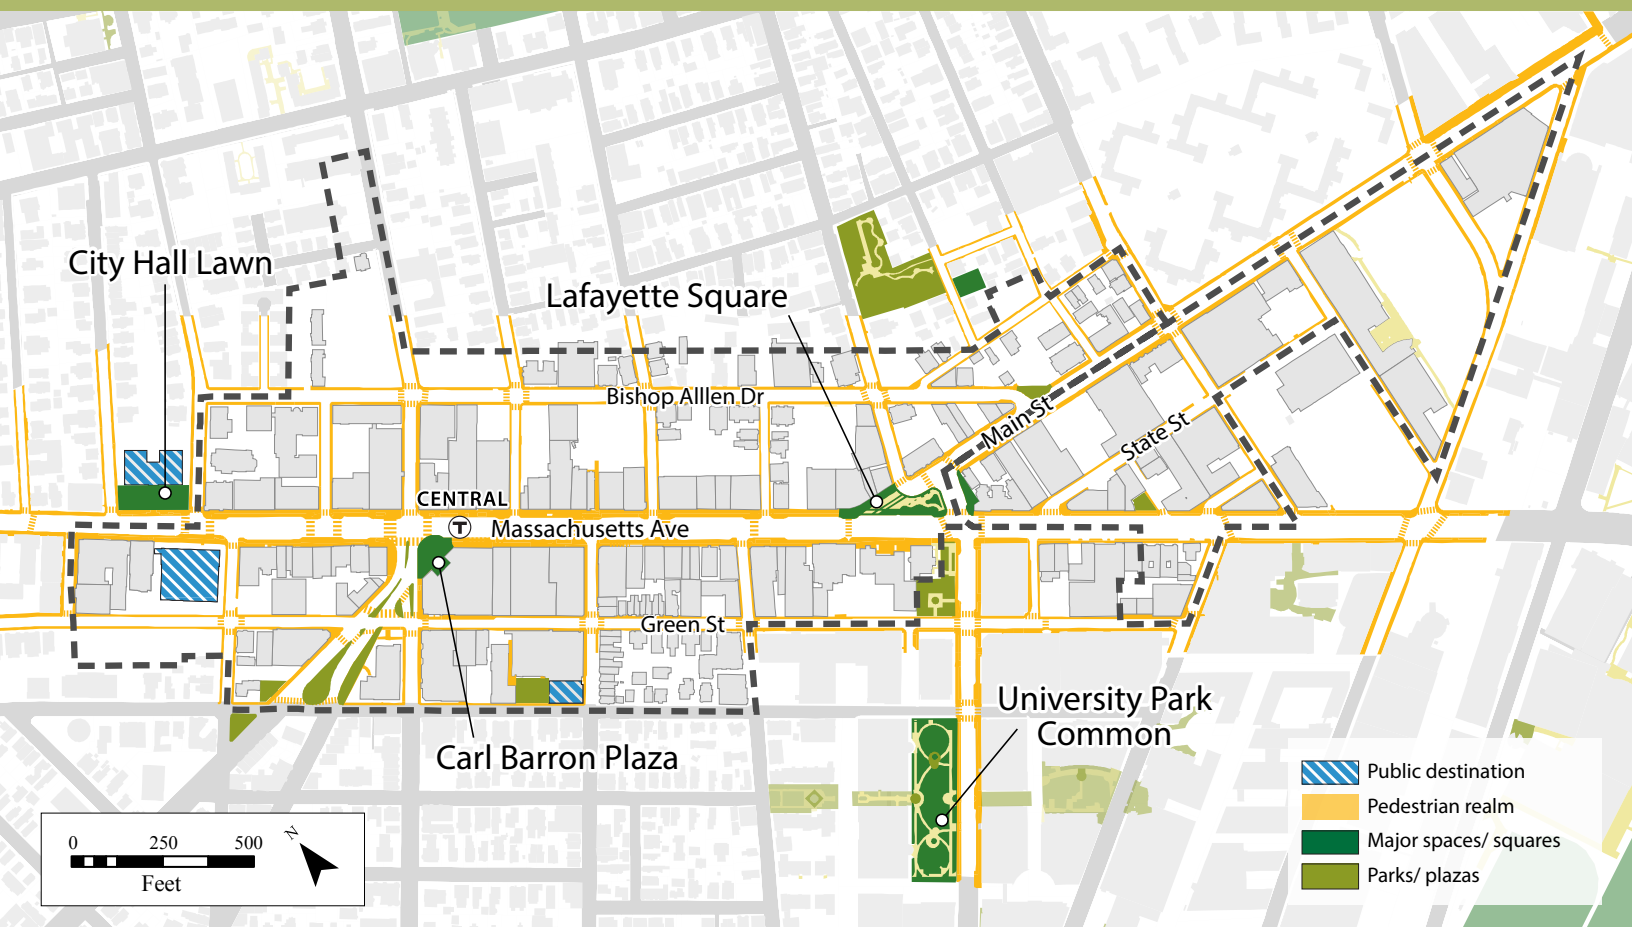 City Hall Lawn
Lafayette Square
Bishop Alllen Dr
Main St
State St
CENTRAL
T
Massachusetts Ave
Green St
University Park
Common
Carl Barron Plaza
Public destination
Pedestrian realm
Major spaces/ squares
Parks/ plazas
0 250 500
Feet
N